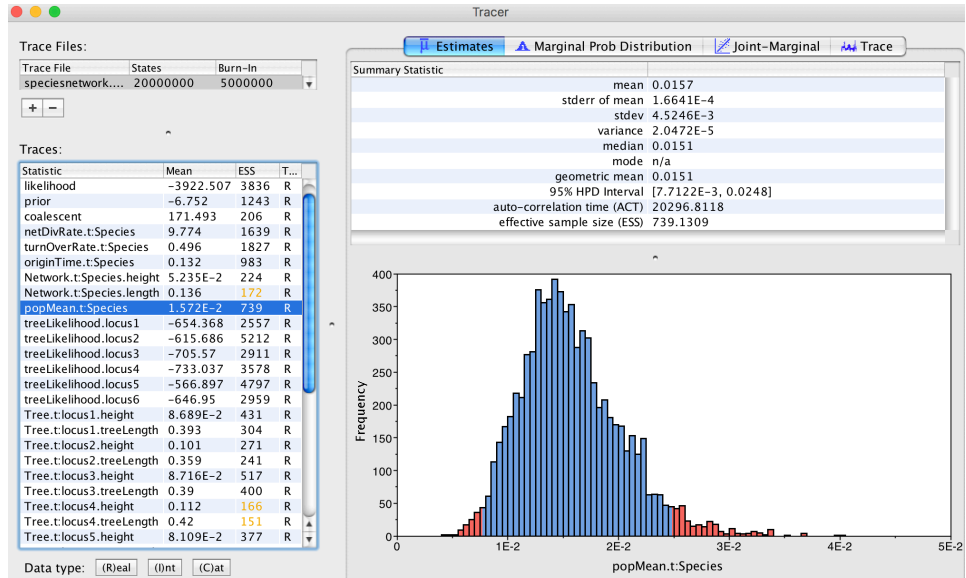 Tracer
Trace Files:
Trace File States Burn-In
speciesnetwork.... 20000000 5000000
+ −
Traces:
Statistic Mean ESS T...
likelihood -3922.507 3836 R
prior -6.752 1243 R
coalescent 171.493 206 R
netDivRate.t:Species 9.774 1639 R
turnOverRate.t:Species 0.496 1827 R
originTime.t:Species 0.132 983 R
Network.t:Species.height 5.235E-2 224 R
Network.t:Species.length 0.136 172 R
popMean.t:Species 1.572E-2 739 R
treeLikelihood.locus1 -654.368 2557 R
treeLikelihood.locus2 -615.686 5212 R
treeLikelihood.locus3 -705.57 2911 R
treeLikelihood.locus4 -733.037 3578 R
treeLikelihood.locus5 -566.897 4797 R
treeLikelihood.locus6 -646.95 2959 R
Tree.t:locus1.height 8.689E-2 431 R
Tree.t:locus1.treeLength 0.393 304 R
Tree.t:locus2.height 0.101 271 R
Tree.t:locus2.treeLength 0.359 241 R
Tree.t:locus3.height 8.716E-2 517 R
Tree.t:locus3.treeLength 0.39 400 R
Tree.t:locus4.height 0.112 166 R
Tree.t:locus4.treeLength 0.42 151 R
Tree.t:locus5.height 8.109E-2 377 R
Data type: (R)eal (I)nt (C)at
Estimates Marginal Prob Distribution Joint-Marginal Trace
Summary Statistic
mean 0.0157
stderr of mean 1.6641E-4
stdev 4.5246E-3
variance 2.0472E-5
median 0.0151
mode n/a
geometric mean 0.0151
95% HPD Interval [7.7122E-3, 0.0248]
auto-correlation time (ACT) 20296.8118
effective sample size (ESS) 739.1309
400
350
300
250
200
150
100
50
0
Frequency
0 1E-2 2E-2 3E-2 4E-2 5E-2
popMean.t:Species